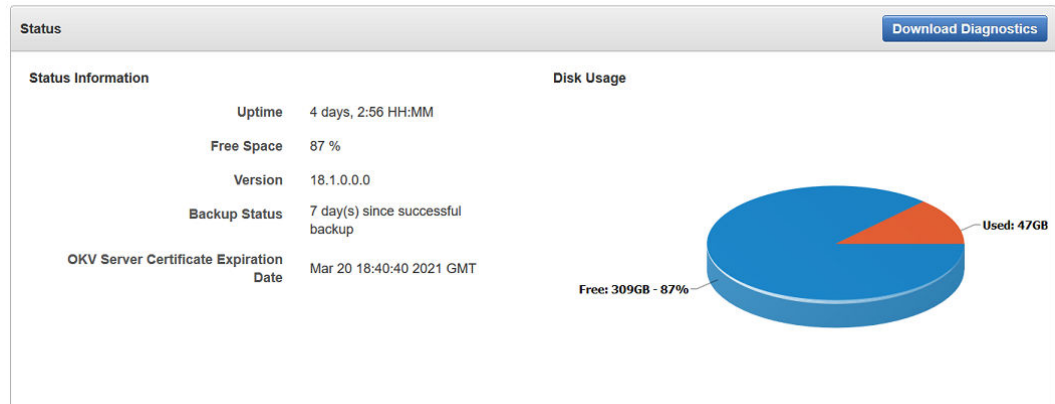 Status
Download Diagnostics
Status Information
Uptime 4 days, 2:56 HH:MM
Free Space 87 %
Version 18.1.0.0.0
Backup Status 7 day(s) since successful
backup
OKV Server Certificate Expiration
Date Mar 20 18:40:40 2021 GMT
Disk Usage
Used: 47GB
Free: 309GB - 87%